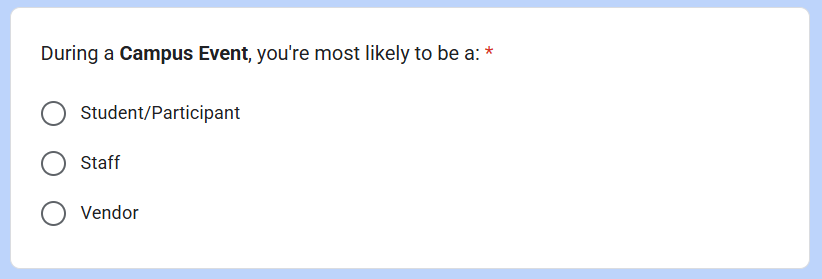 During a Campus Event, you're most likely to be a: *
Student/Participant
Staff
Vendor